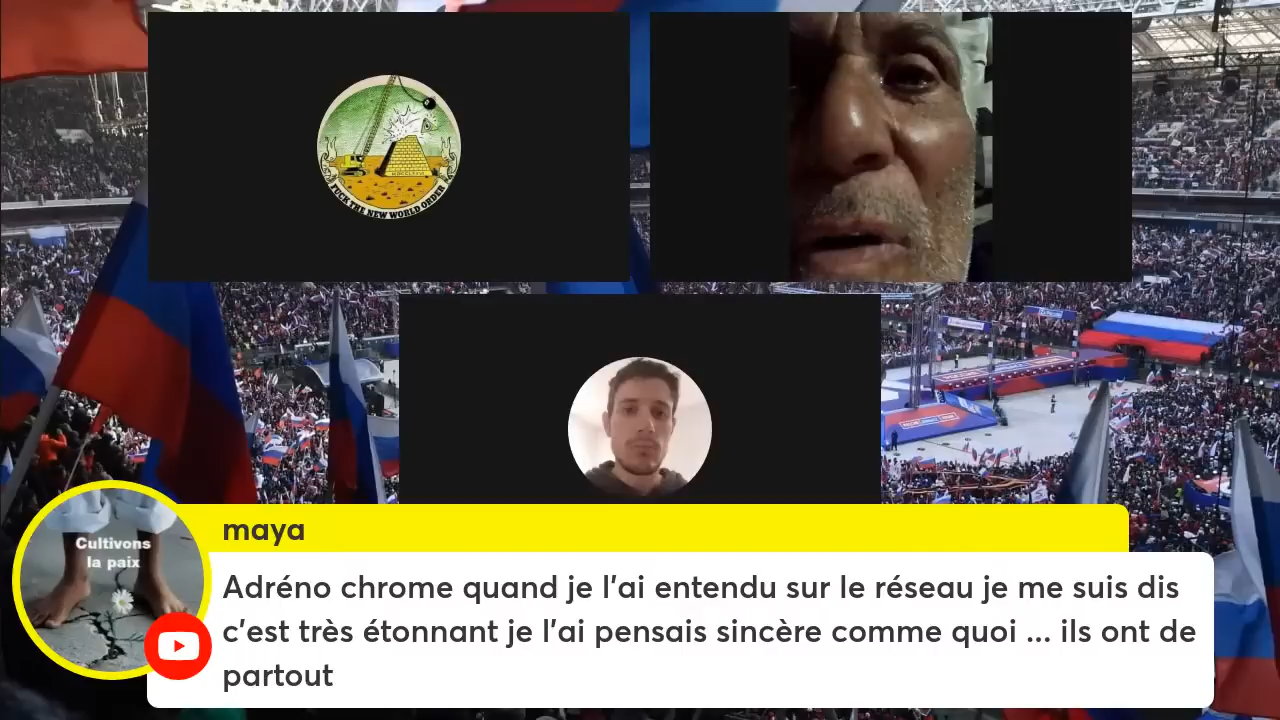 FUCK THE NEW WORLD ORDER
maya
Cultivons
la paix
Adréno chrome quand je l'ai entendu sur le réseau je me suis dis
c'est très étonnant je l'ai pensais sincère comme quoi ... ils ont de
partout